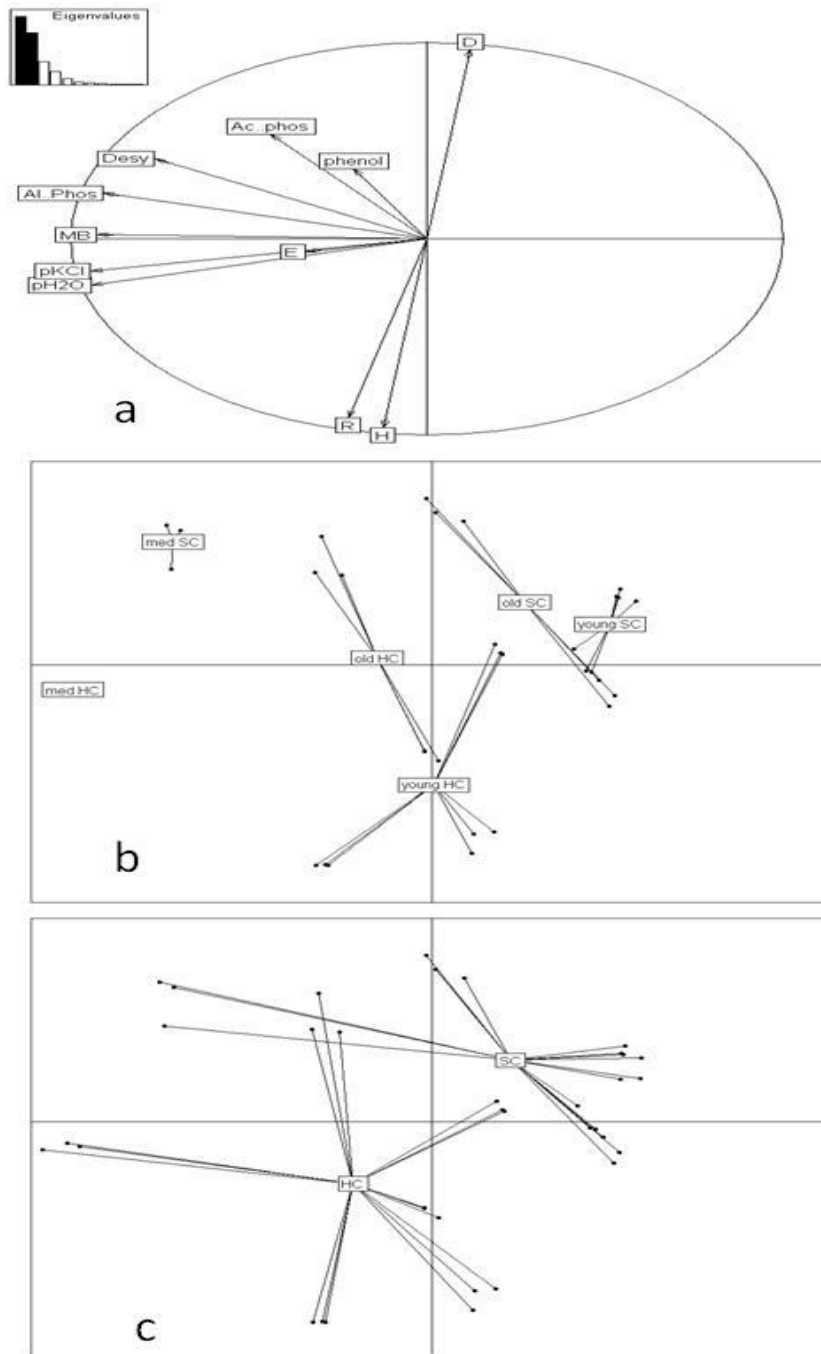 Eigenvalues
D
Ac..phos
phenol
Desy
Al..Phos
MB
E
pKCl
pH2O
R
H
a
med SC
old SC
young SC
old HC
med HC
young HC
b
SC
HC
c